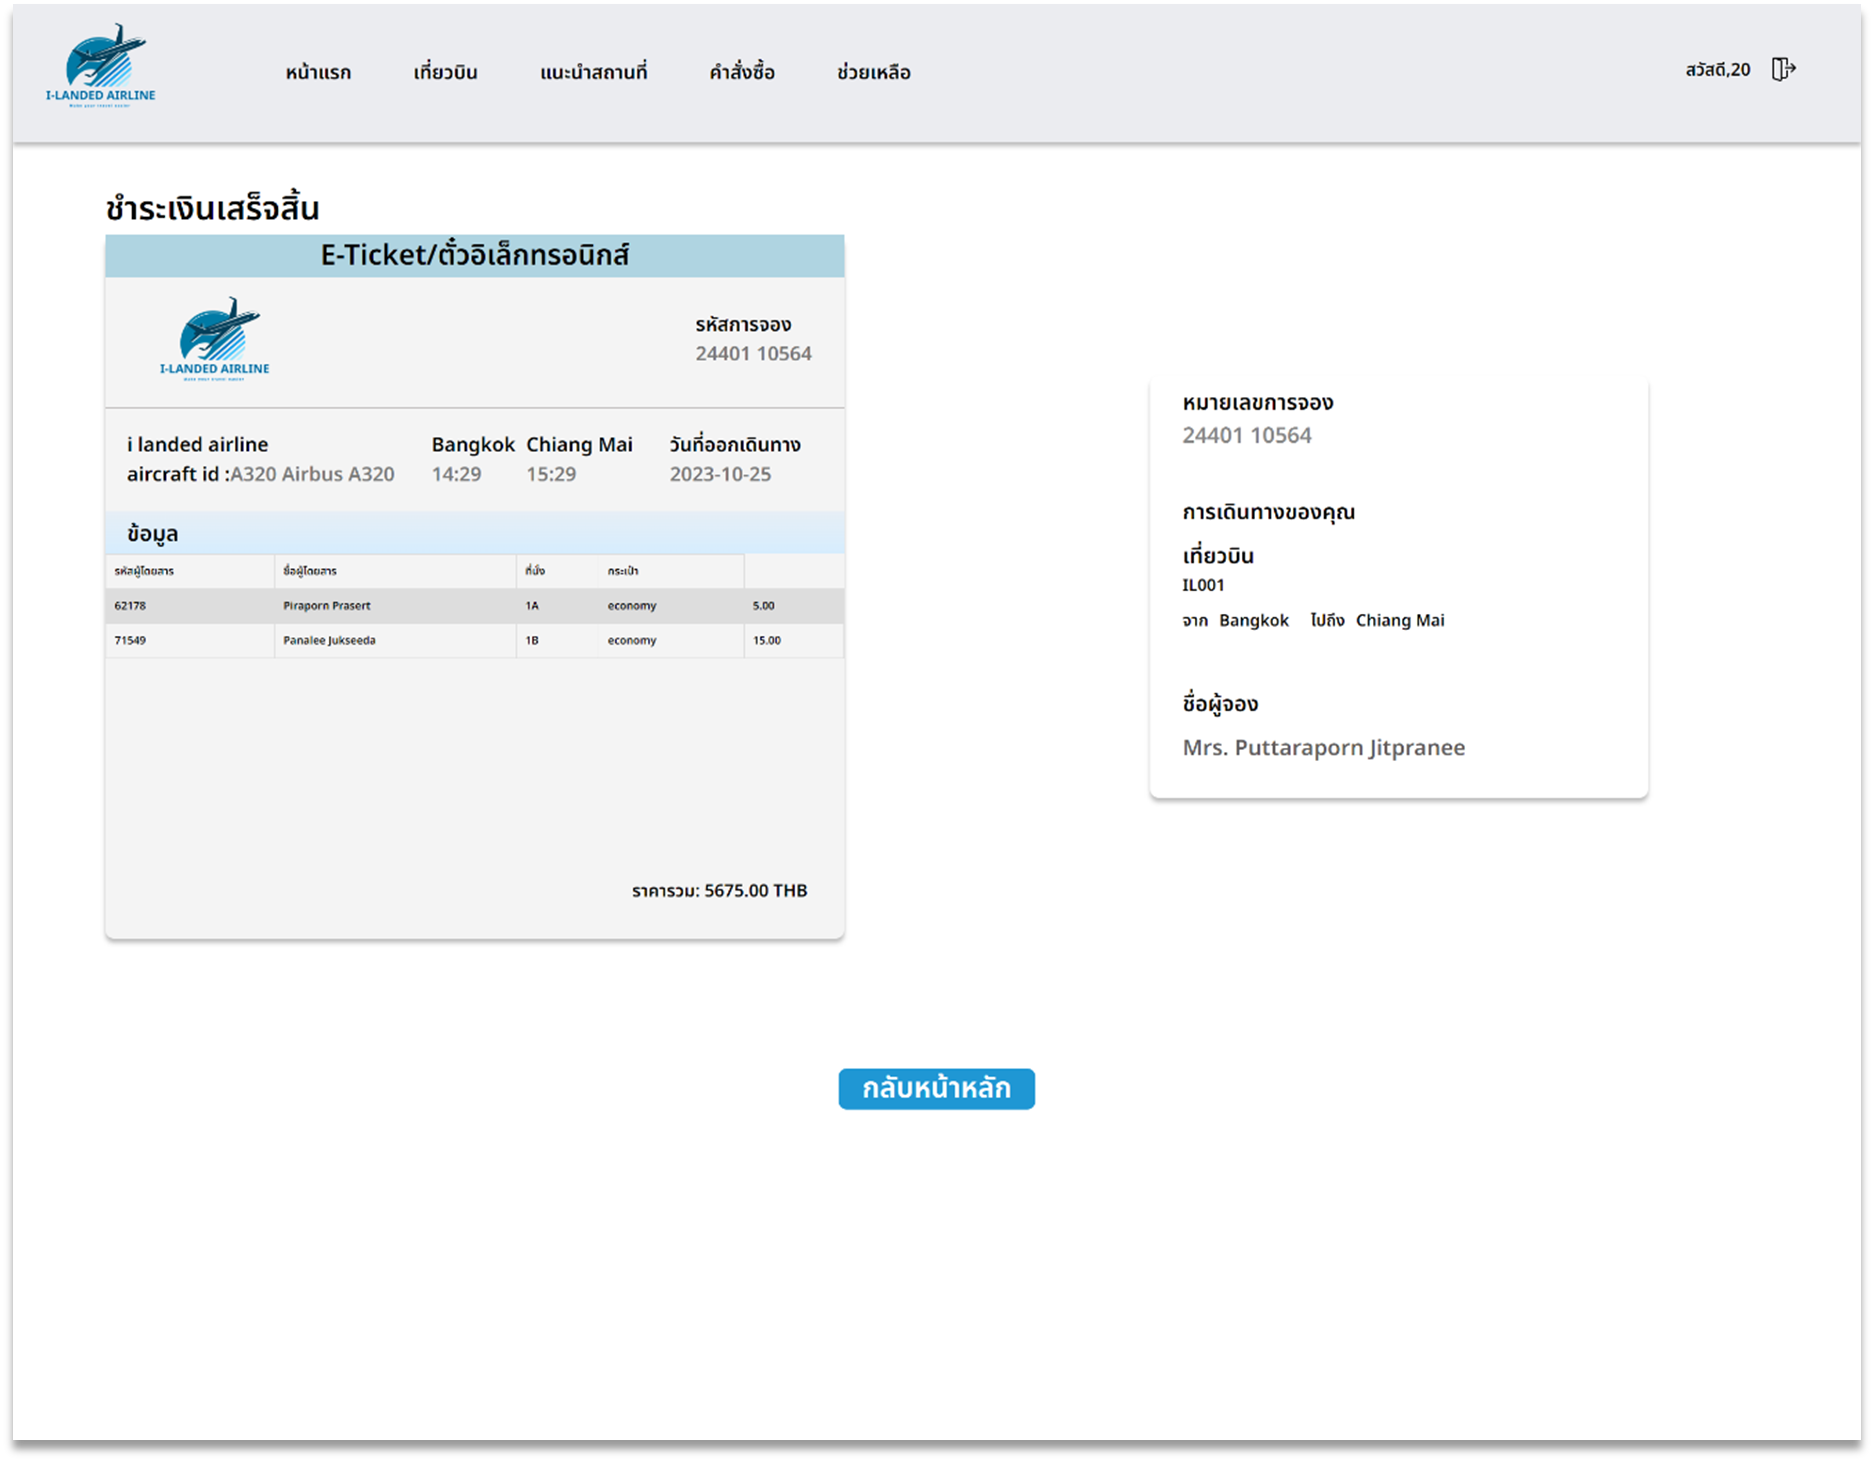 I-LANDED AIRLINE
Make your travel easier
หน้าแรก เที่ยวบิน แนะนำสถานที่ คำสั่งซื้อ ช่วยเหลือ
สวัสดี,20
ชำระเงินเสร็จสิ้น
E-Ticket/ตั๋วอิเล็กทรอนิกส์
I-LANDED AIRLINE
Make your travel easier
รหัสการจอง
24401 10564
i landed airline Bangkok Chiang Mai วันที่ออกเดินทาง
aircraft id :A320 Airbus A320 14:29 15:29 2023-10-25
ข้อมูล
รหัสผู้โดยสาร ชื่อผู้โดยสาร ที่นั่ง กระเป๋า
62178 Piraporn Prasert 1A economy 5.00
71549 Panalee Jukseeda 1B economy 15.00
ราคารวม: 5675.00 THB
หมายเลขการจอง
24401 10564
การเดินทางของคุณ
เที่ยวบิน
IL001
จาก Bangkok ไปถึง Chiang Mai
ชื่อผู้จอง
Mrs. Puttaraporn Jitpranee
กลับหน้าหลัก